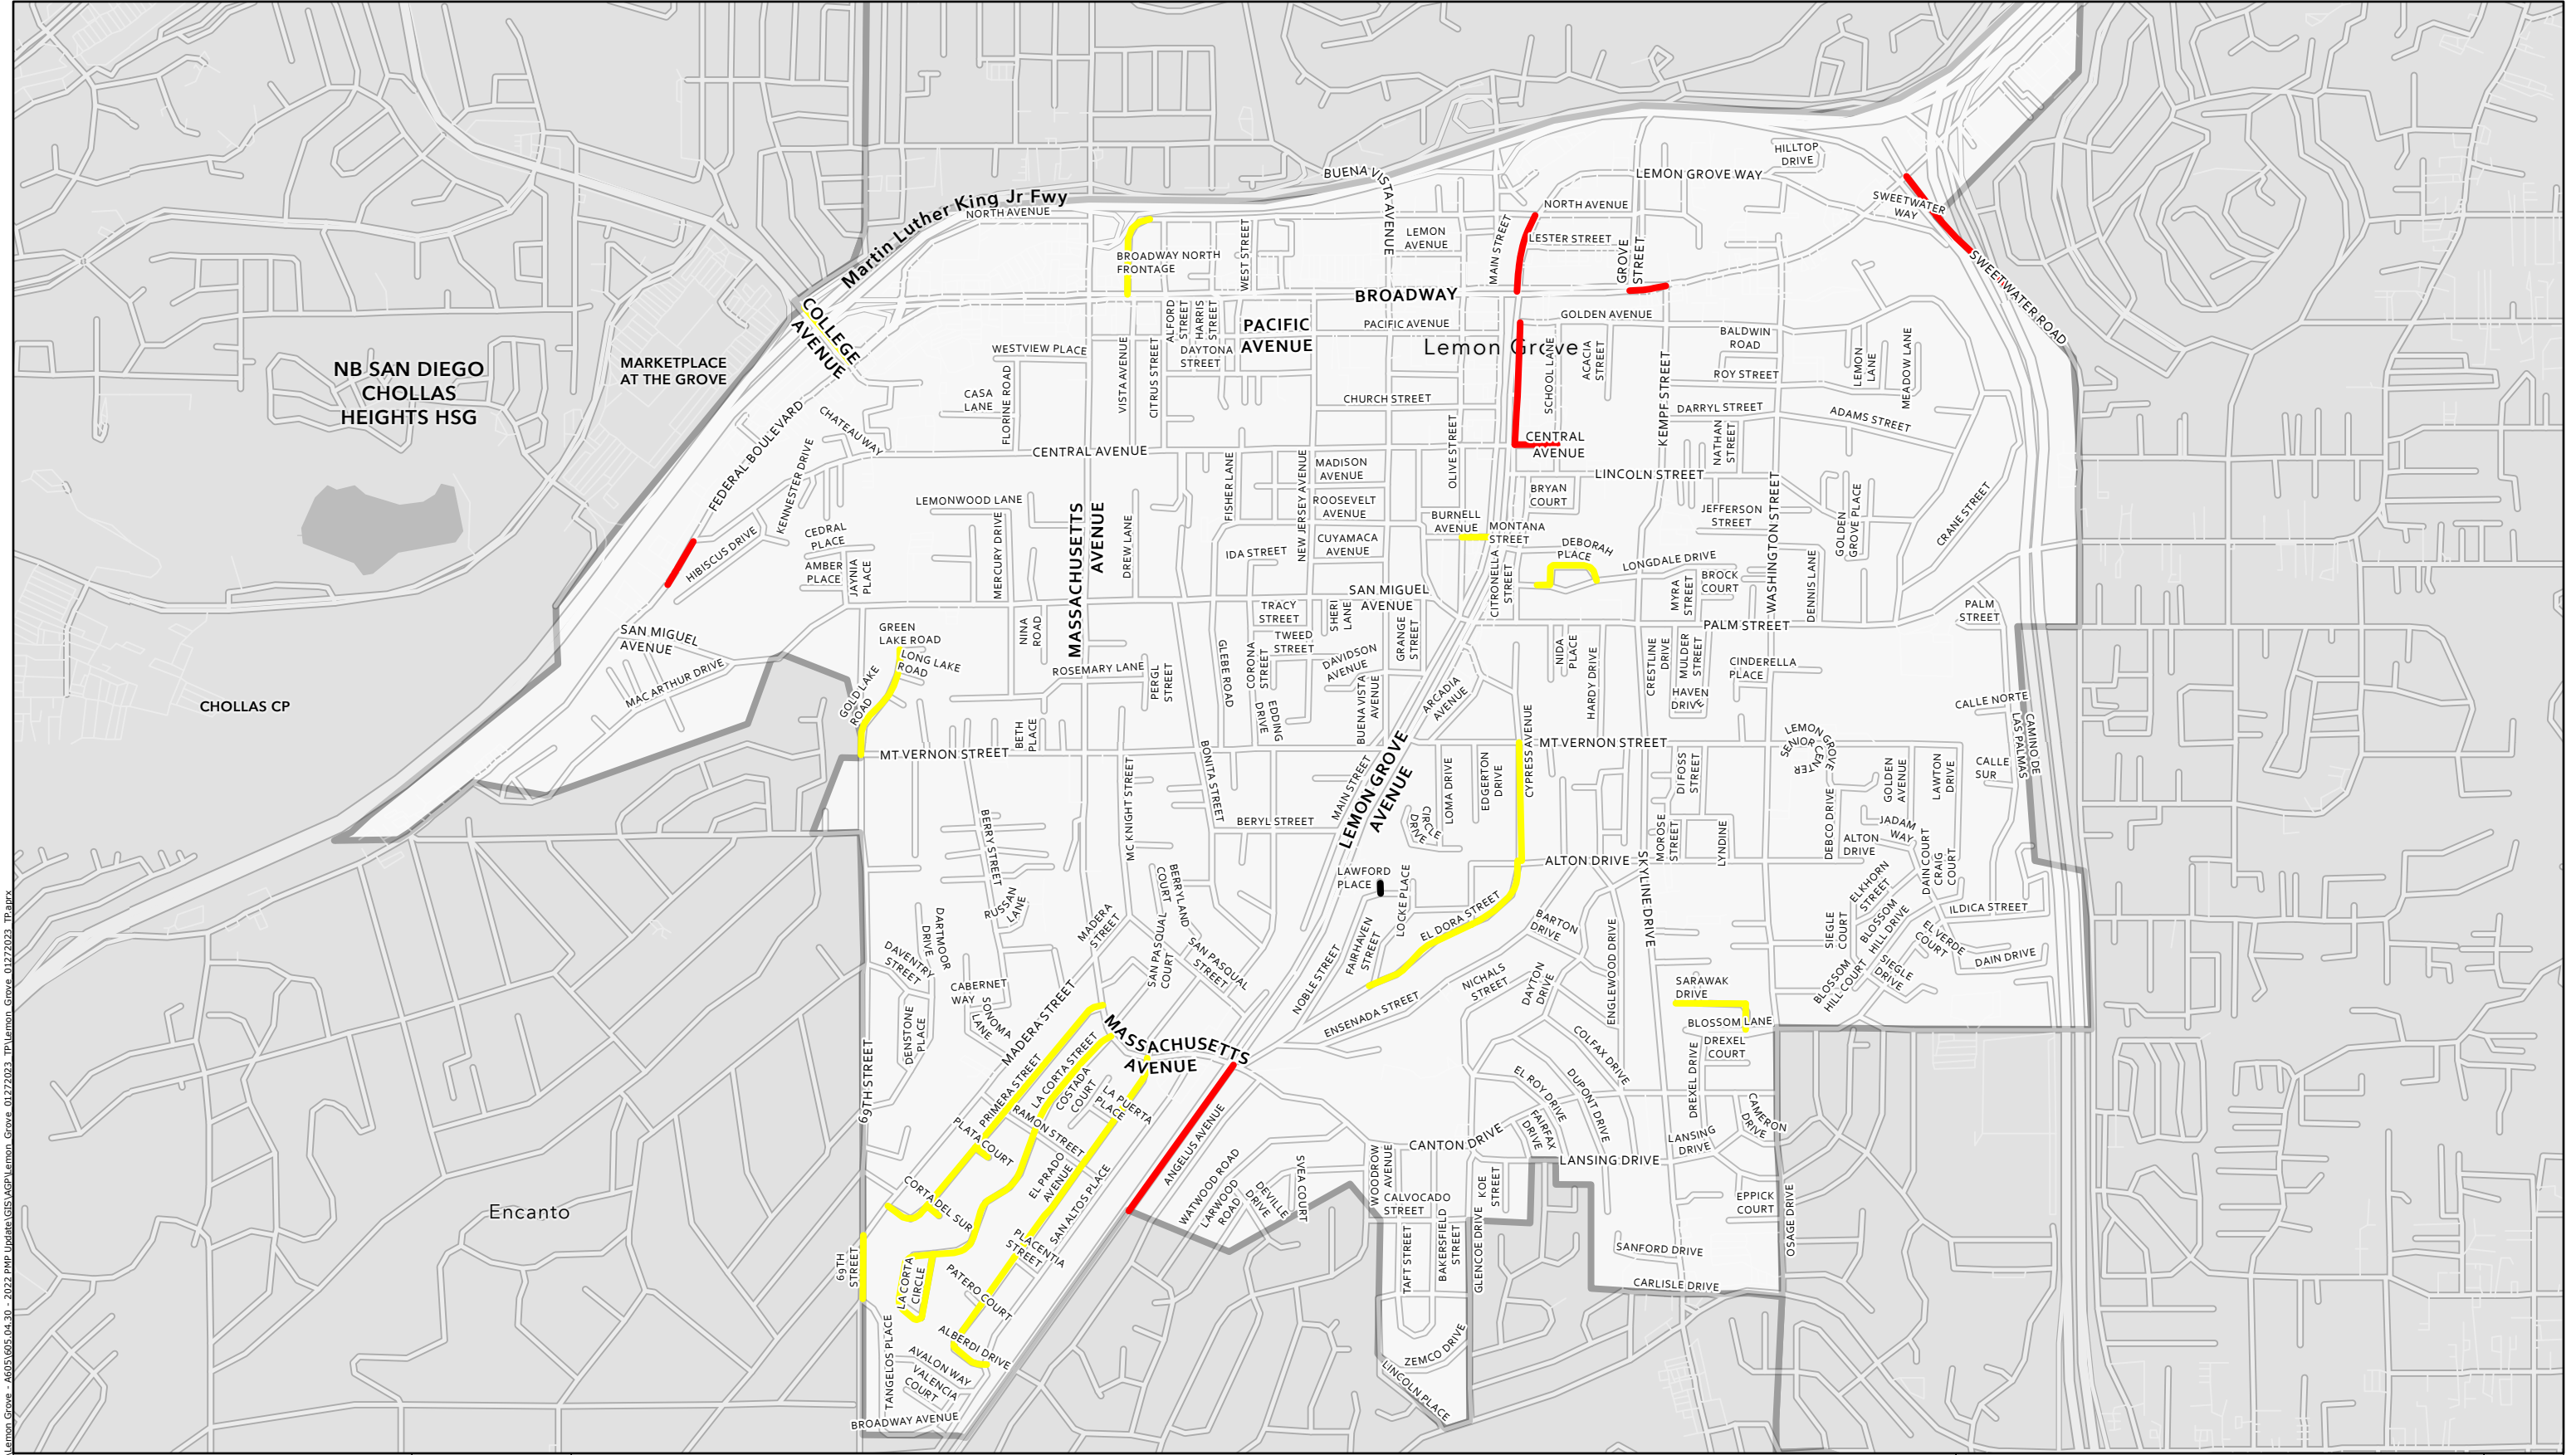 HILLTOP
DRIVE
BUENA VISTA AVENUE
LEMON GROVE WAY
Martin Luther King Jr Fwy
NORTH AVENUE
NORTH AVENUE
SWEETWATER
WAY
MAIN STREET
LEMON
AVENUE
LESTER STREET
GROVE
STREET
WEST STREET
BROADWAY NORTH
FRONTAGE
SWEETWATER ROAD
BROADWAY
COLLEGE
AVENUE
ALFORD
STREET
HARRIS
STREET
PACIFIC
AVENUE
PACIFIC AVENUE
GOLDEN AVENUE
BALDWIN
ROAD
Lemon Grove
WESTVIEW PLACE
DAYTONA
STREET
VISTA AVENUE
CITRUS STREET
SCHOOL LANE
ACACIA
STREET
KEMPF STREET
LEMON
LANE
MEADOW LANE
ROY STREET
NB SAN DIEGO
CHOLLAS
HEIGHTS HSG
MARKETPLACE
AT THE GROVE
CASA
LANE
FLORINE ROAD
CHURCH STREET
DARRYL STREET
ADAMS STREET
NATHAN
STREET
FEDERAL BOULEVARD
CHATEAU WAY
KENNESTER DRIVE
CENTRAL AVENUE
CENTRAL
AVENUE
OLIVE STREET
FISHER LANE
NEW JERSEY AVENUE
MADISON
AVENUE
LINCOLN STREET
BRYAN
COURT
LEMONWOOD LANE
MASSACHUSETTS
AVENUE
ROOSEVELT
AVENUE
JEFFERSON
STREET
WASHINGTON STREET
GOLDEN
GROVE PLACE
CRANE STREET
HIBISCUS DRIVE
CEDRAL
PLACE
MERCURY DRIVE
DREW LANE
BURNELL
AVENUE
MONTANA
STREET
CUYAMACA
AVENUE
IDA STREET
DEBORAH
PLACE
LONGDALE DRIVE
AMBER
PLACE
JAYNIA
PLACE
CITRONELLA
STREET
MYRA
STREET
BROCK
COURT
DENNIS LANE
SAN MIGUEL
AVENUE
TRACY
STREET
SHERI
LANE
PALM
STREET
PALM STREET
SAN MIGUEL
AVENUE
GREEN
LAKE ROAD
NINA
ROAD
TWEED
STREET
GRANGE
STREET
LONG LAKE
ROAD
ROSEMARY LANE
PERGL
STREET
GLEBE ROAD
CORONA
STREET
DAVIDSON
AVENUE
NIDA
PLACE
CRESTLINE
DRIVE
MULDER
STREET
CINDERELLA
PLACE
MAC ARTHUR DRIVE
GOLD LAKE
ROAD
EDDING
DRIVE
BUENA VISTA
AVENUE
ARCADIA
AVENUE
HARDY DRIVE
HAVEN
DRIVE
CALLE NORTE
CHOLLAS CP
BETH
PLACE
CYPRESS AVENUE
CAMINO DE
LAS PALMAS
MT VERNON STREET
MT VERNON STREET
LEMON GROVE
SENIOR CENTER
BONITA STREET
MC KNIGHT STREET
MAIN STREET
LEMON GROVE
AVENUE
LOMA DRIVE
EDGERTON
DRIVE
DI FOSS
STREET
GOLDEN
AVENUE
LAWTON
DRIVE
CALLE
SUR
BERRY STREET
BERYL STREET
CIRCLE
DRIVE
MOROSE
STREET
LYNDINE
DEBCO DRIVE
JADAM
WAY
ALTON
DRIVE
DAIN COURT
CRAIG
COURT
ALTON DRIVE
SKYLINE DRIVE
LAWFORD
PLACE
LOCKE PLACE
BERRYLAND
COURT
RUSSAN
LANE
MADERA
STREET
ELKHORN
STREET
BLOSSOM
HILL DRIVE
ILDICA STREET
DARTMOOR
DRIVE
DAVENTRY
STREET
SAN PASQUAL
COURT
SAN PASQUAL
STREET
EL DORA STREET
BARTON
DRIVE
ENGLEWOOD DRIVE
SIEGLE
COURT
EL VERDE
COURT
DAIN DRIVE
FAIRHAVEN
STREET
NOBLE STREET
CABERNET
WAY
SONOMA
LANE
NICHALS
STREET
DAYTON
DRIVE
SARAWAK
DRIVE
BLOSSOM
HILL COURT
SIEGLE
DRIVE
DENSTONE
PLACE
MADERA STREET
ENSENADA STREET
BLOSSOM LANE
DREXEL
COURT
MASSACHUSETTS
AVENUE
69TH STREET
PRIMERA STREET
LA CORTA STREET
COSTADA
COURT
LA PUERTA
PLACE
COLFAX DRIVE
EL ROY DRIVE
DUPONT DRIVE
DREXEL DRIVE
CAMERON
DRIVE
RAMON STREET
PLATA COURT
ANGELUS AVENUE
FAIRFAX
DRIVE
CANTON DRIVE
LANSING
DRIVE
LANSING DRIVE
EL PRADO
AVENUE
SAN ALTOS PLACE
WATWOOD ROAD
LARWOOD
ROAD
DEVILLE
DRIVE
SVEA COURT
WOODROW
AVENUE
KOE
STREET
CALVOCADO
STREET
EPPICK
COURT
OSAGE DRIVE
CORTA DEL SUR
Encanto
PLACENTIA
STREET
69TH
STREET
LA CORTA
CIRCLE
PATERO COURT
TAFT STREET
BAKERSFIELD
STREET
GLENCOE DRIVE
SANFORD DRIVE
CARLISLE DRIVE
ALBERDI DRIVE
TANGELOS PLACE
AVALON WAY
VALENCIA
COURT
ZEMCO DRIVE
LINCOLN PLACE
BROADWAY AVENUE
Lemon Grove - A605\605.04.30 - 2022 PMP Update\GIS\AGP\Lemon_Grove_01272023_TP\Lemon_Grove_01272023_TP.aprx